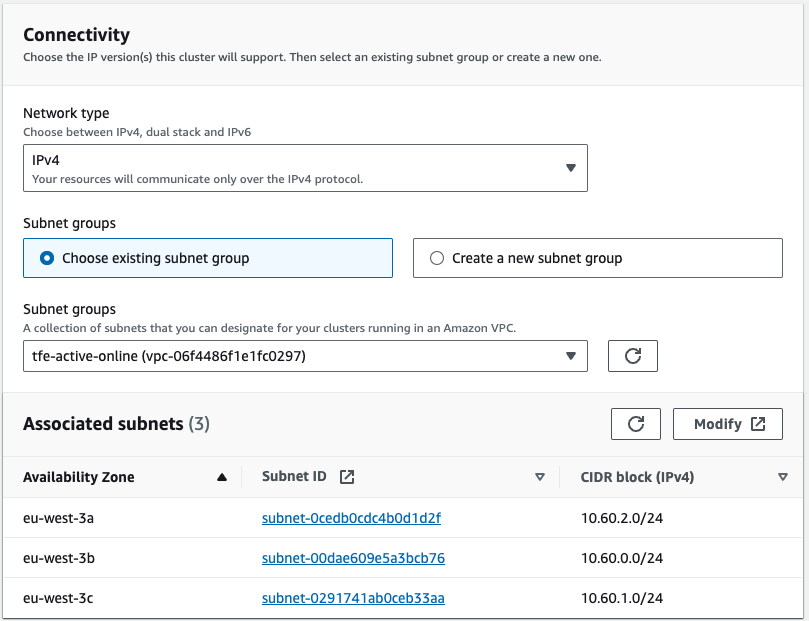 Connectivity
Choose the IP version(s) this cluster will support. Then select an existing subnet group or create a new one.
Network type
Choose between IPv4, dual stack and IPv6
IPv4
Your resources will communicate only over the IPv4 protocol.
Subnet groups
Choose existing subnet group
Create a new subnet group
Subnet groups
A collection of subnets that you can designate for your clusters running in an Amazon VPC.
tfe-active-online (vpc-06f4486f1e1fc0297)
Associated subnets (3)
Modify
Availability Zone Subnet ID CIDR block (IPv4)
eu-west-3a subnet-0cedb0cdc4b0d1d2f 10.60.2.0/24
eu-west-3b subnet-00dae609e5a3bcb76 10.60.0.0/24
eu-west-3c subnet-0291741ab0ceb33aa 10.60.1.0/24